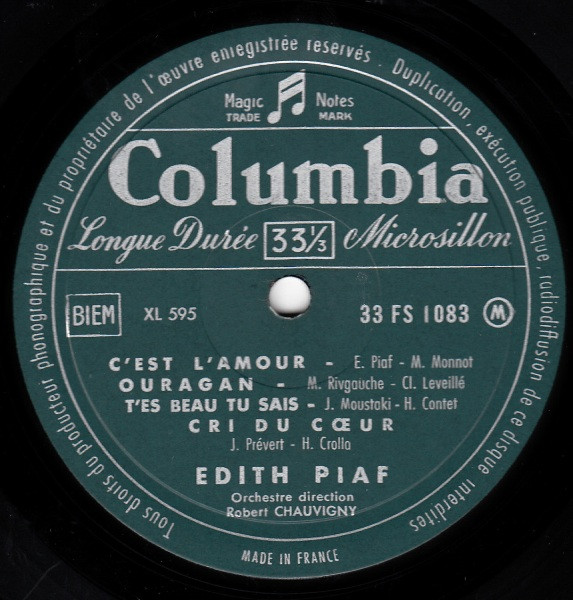 Tous droits du producteur phonographique et du propriétaire de l'œuvre enregistrée reservés. Duplication, exécution publique, radiodiffusion de ce disque interdites
Magic Notes
TRADE MARK
Columbia
Longue Durée 33⅓ Microsillon
BIEM XL 595 33 FS 1083 M
C'EST L'AMOUR - E. Piaf - M. Monnot
OURAGAN - M. Rivgauche - Cl. Leveillé
T'ES BEAU TU SAIS - J. Moustaki - H. Contet
CRI DU CŒUR
J. Prévert - H. Crolla
EDITH PIAF
Orchestre direction
Robert CHAUVIGNY
MADE IN FRANCE